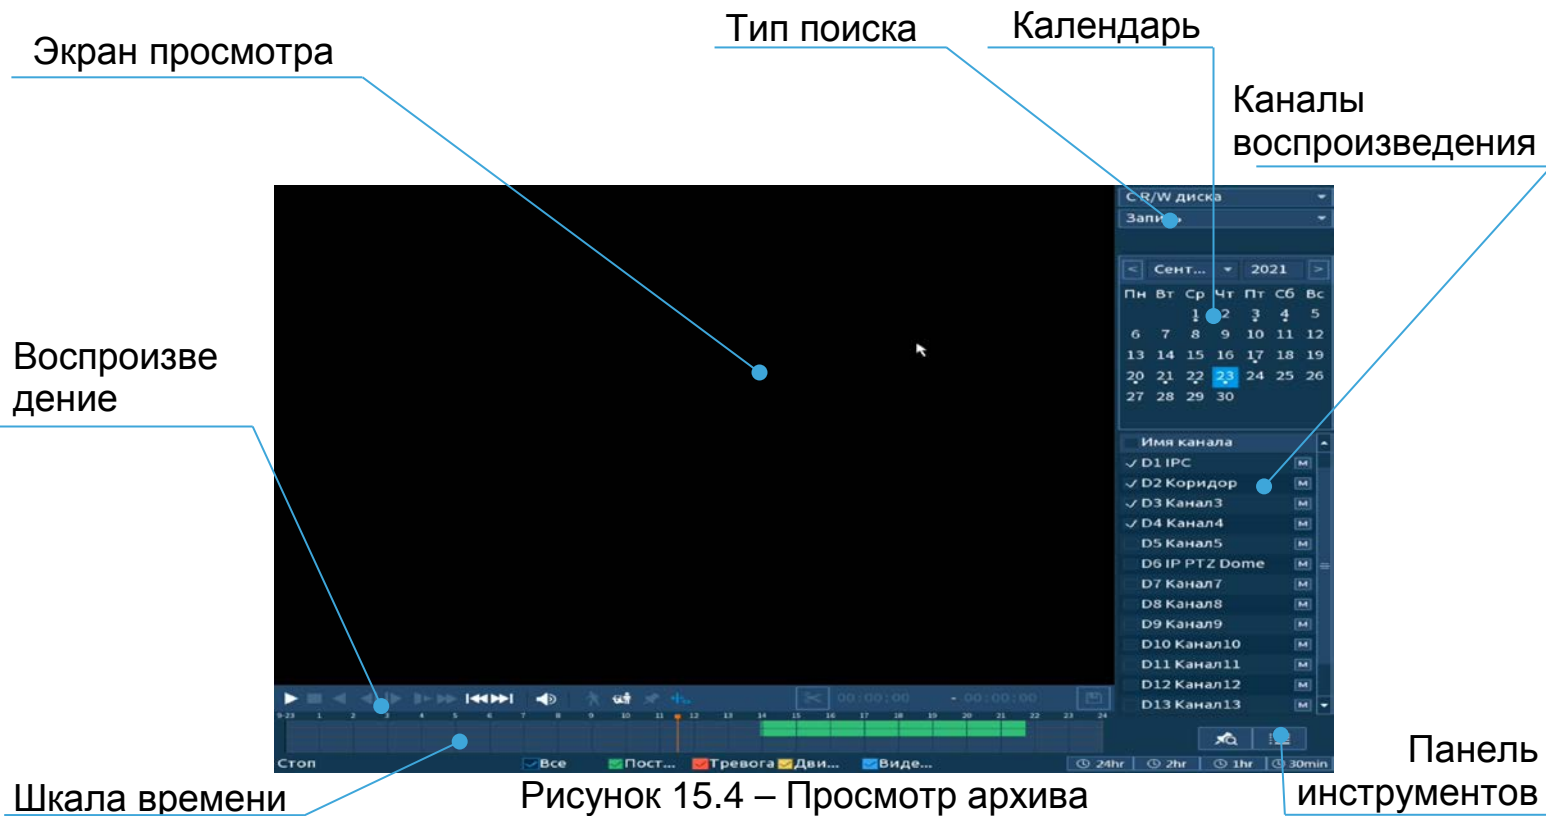 Экран просмотра
Тип поиска
Календарь
Каналы
воспроизведения
С R/W диска
Запись
< Сент... 2021 >
Пн Вт Ср Чт Пт Сб Вс
1 2 3 4 5
6 7 8 9 10 11 12
13 14 15 16 17 18 19
20 21 22 23 24 25 26
27 28 29 30
Воспроизве
дение
Имя канала
D1 IPC M
D2 Коридор M
D3 Канал3 M
D4 Канал4 M
D5 Канал5 M
D6 IP PTZ Dome M
D7 Канал7 M
D8 Канал8 M
D9 Канал9 M
D10 Канал10 M
D11 Канал11 M
D12 Канал12 M
D13 Канал13 M
00:00:00 - 00:00:00
9-23 1 2 3 4 5 6 7 8 9 10 11 12 13 14 15 16 17 18 19 20 21 22 23 24
Стоп Все Пост... Тревога Дви... Виде... 24hr 2hr 1hr 30min
Шкала времени
Панель
инструментов
Рисунок 15.4 – Просмотр архива